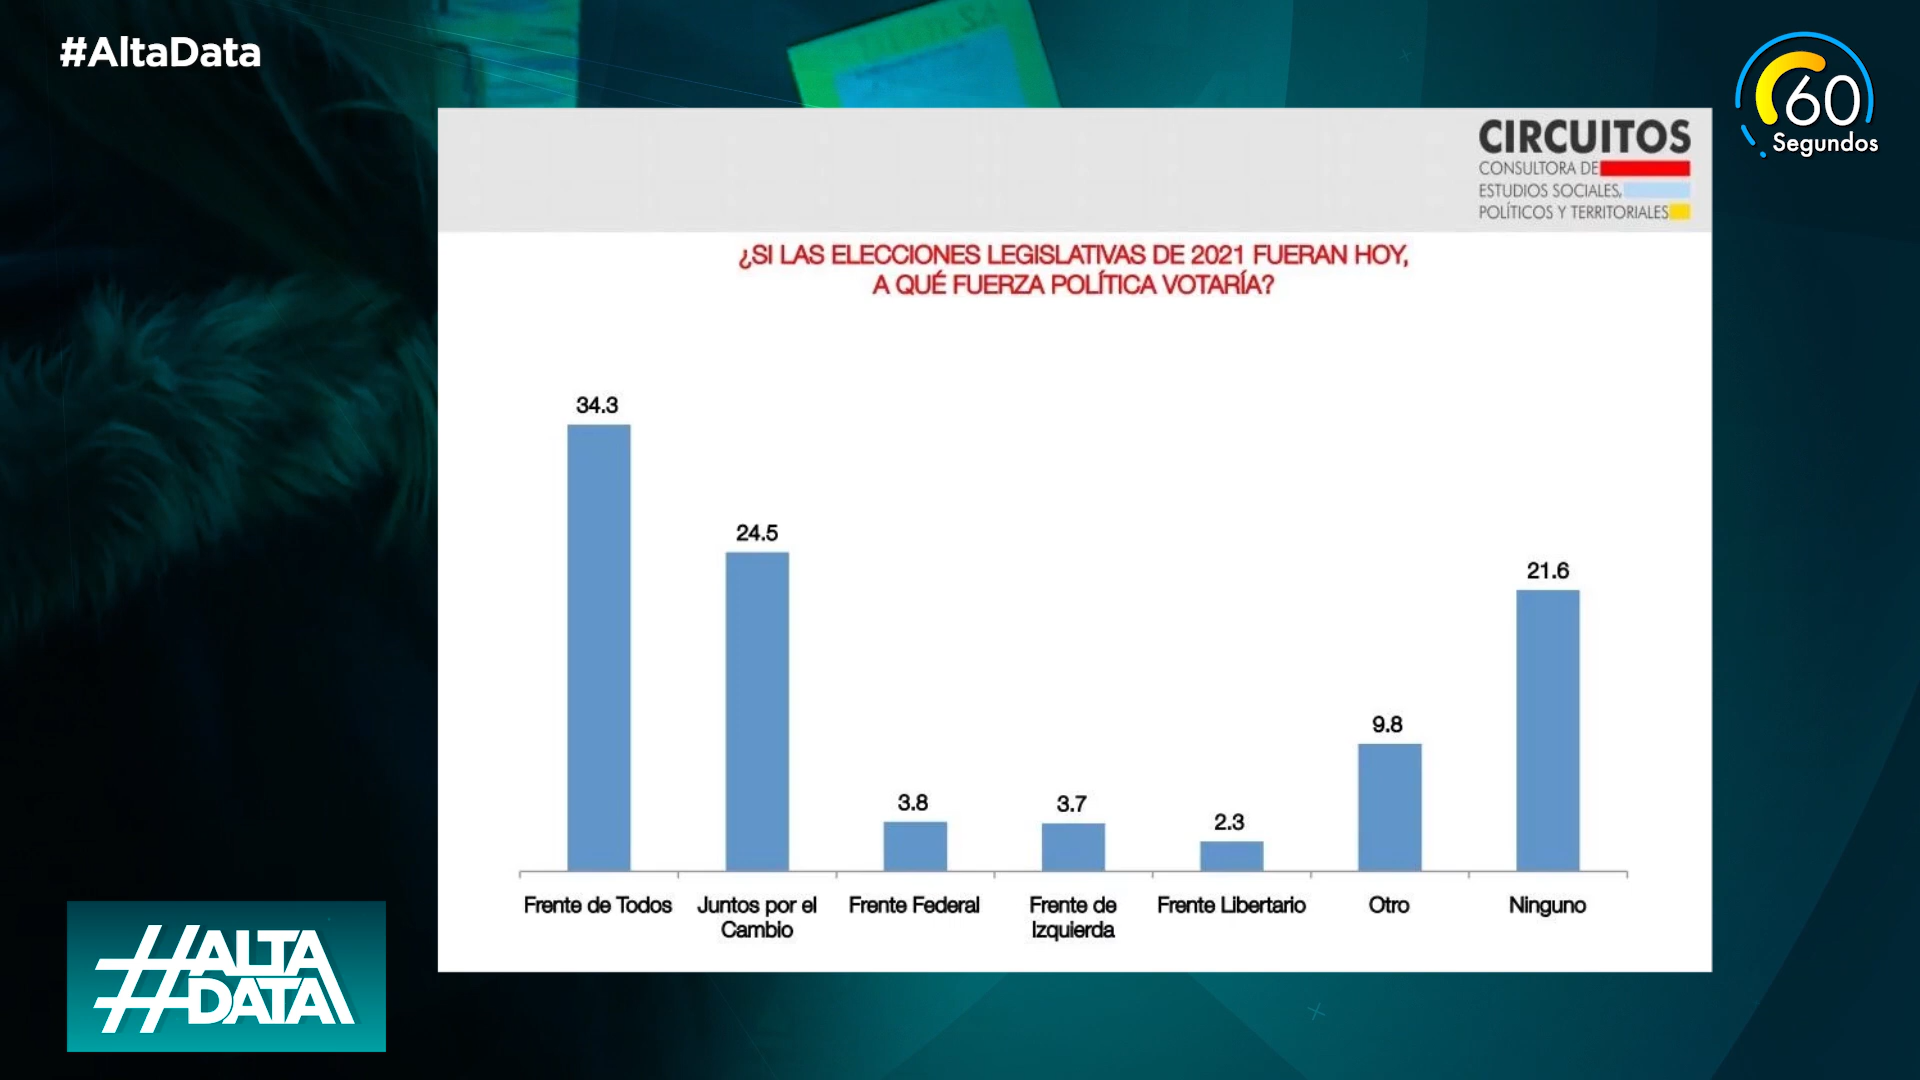 #AltaData
60
Segundos
CIRCUITOS
CONSULTORA DE
ESTUDIOS SOCIALES,
POLÍTICOS Y TERRITORIALES
¿SI LAS ELECCIONES LEGISLATIVAS DE 2021 FUERAN HOY,
A QUÉ FUERZA POLÍTICA VOTARÍA?
34.3
24.5
3.8
3.7
2.3
9.8
21.6
Frente de Todos
Juntos por el
Cambio
Frente Federal
Frente de
Izquierda
Frente Libertario
Otro
Ninguno
#ALTA
DATA